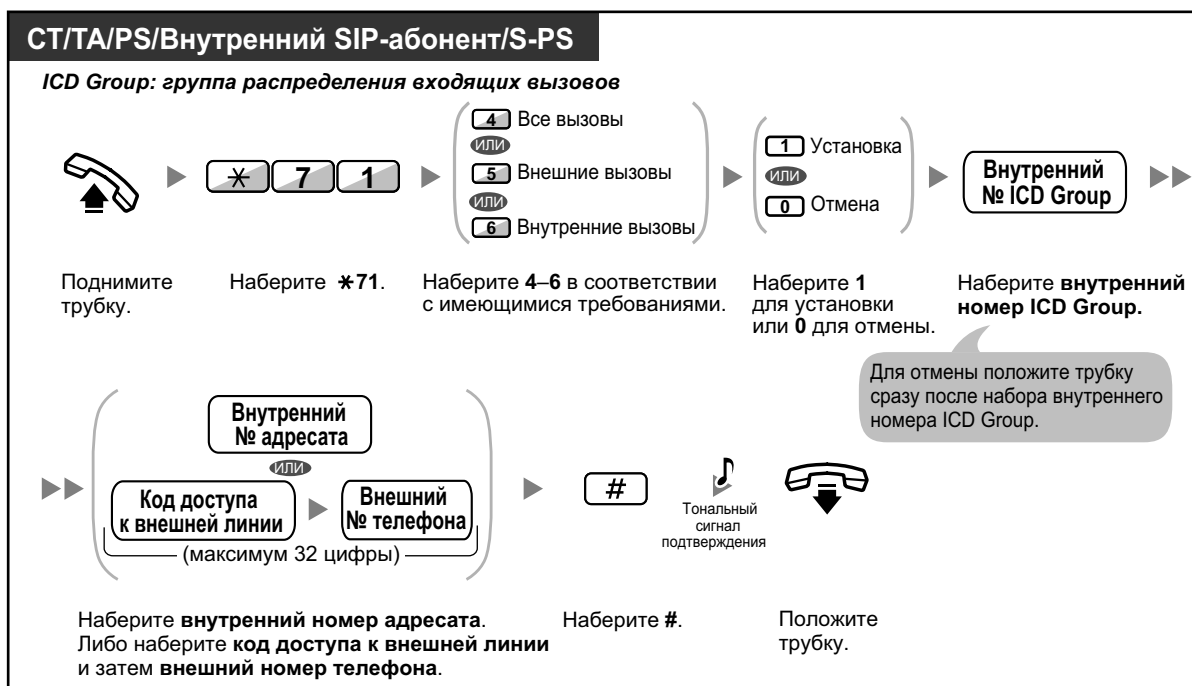 CT/TA/PS/Внутренний SIP-абонент/S-PS
ICD Group: группа распределения входящих вызовов
4 Все вызовы
ИЛИ
5 Внешние вызовы
ИЛИ
6 Внутренние вызовы
1 Установка
ИЛИ
0 Отмена
* 7 1
Внутренний
№ ICD Group
Поднимите
трубку.
Наберите *71.
Наберите 4–6 в соответствии
с имеющимися требованиями.
Наберите 1
для установки
или 0 для отмены.
Наберите внутренний
номер ICD Group.
Для отмены положите трубку
сразу после набора внутреннего
номера ICD Group.
Внутренний
№ адресата
ИЛИ
Код доступа
к внешней линии
Внешний
№ телефона
(максимум 32 цифры)
#
Тональный
сигнал
подтверждения
Наберите внутренний номер адресата.
Либо наберите код доступа к внешней линии
и затем внешний номер телефона.
Наберите #.
Положите
трубку.